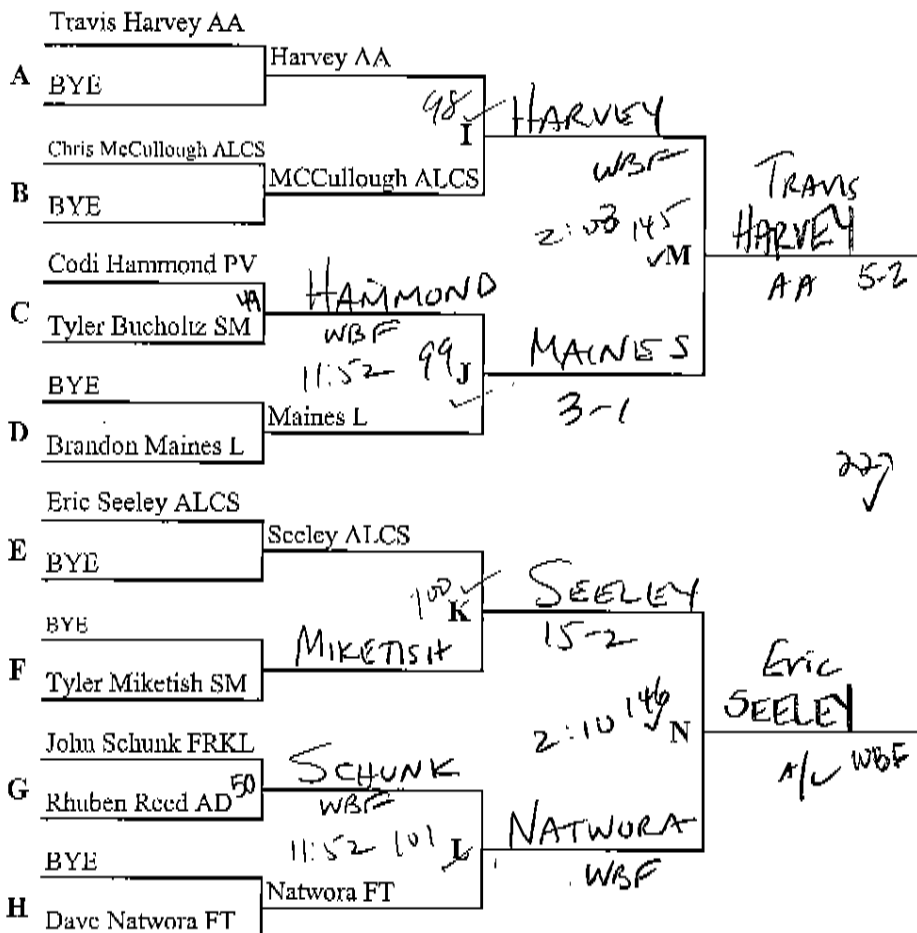 Travis Harvey AA
A
BYE
Harvey AA
98
I
HARVEY
WBF
Chris McCullough ALCS
B
BYE
MCCullough ALCS
2:03 145
M
TRAVIS
HARVEY
AA 5-2
Codi Hammond PV
C
Tyler Bucholtz SM
49
HAMMOND
WBF
11:52
99
J
MAINES
3-1
BYE
D
Brandon Maines L
Maines L
227
Eric Seeley ALCS
E
BYE
Seeley ALCS
100
K
SEELEY
15-2
BYE
F
Tyler Miketish SM
MIKETISH
2:10 146
N
Eric
SEELEY
A/C WBF
John Schunk FRKL
G
Rhuben Reed AD
50
SCHUNK
WBF
11:52 101
L
NATWORA
WBF
BYE
H
Dave Natwora FT
Natwora FT